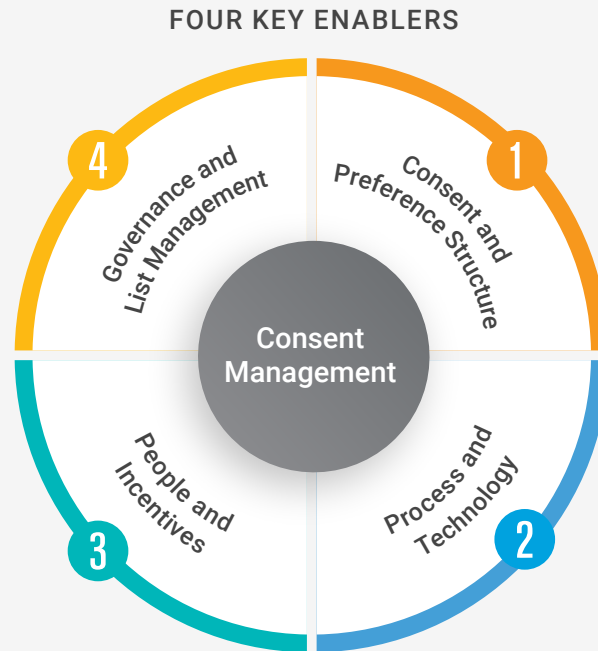 FOUR KEY ENABLERS
1
Consent and
Preference Structure
2
Process and
Technology
3
People and
Incentives
4
Governance and
List Management
Consent
Management